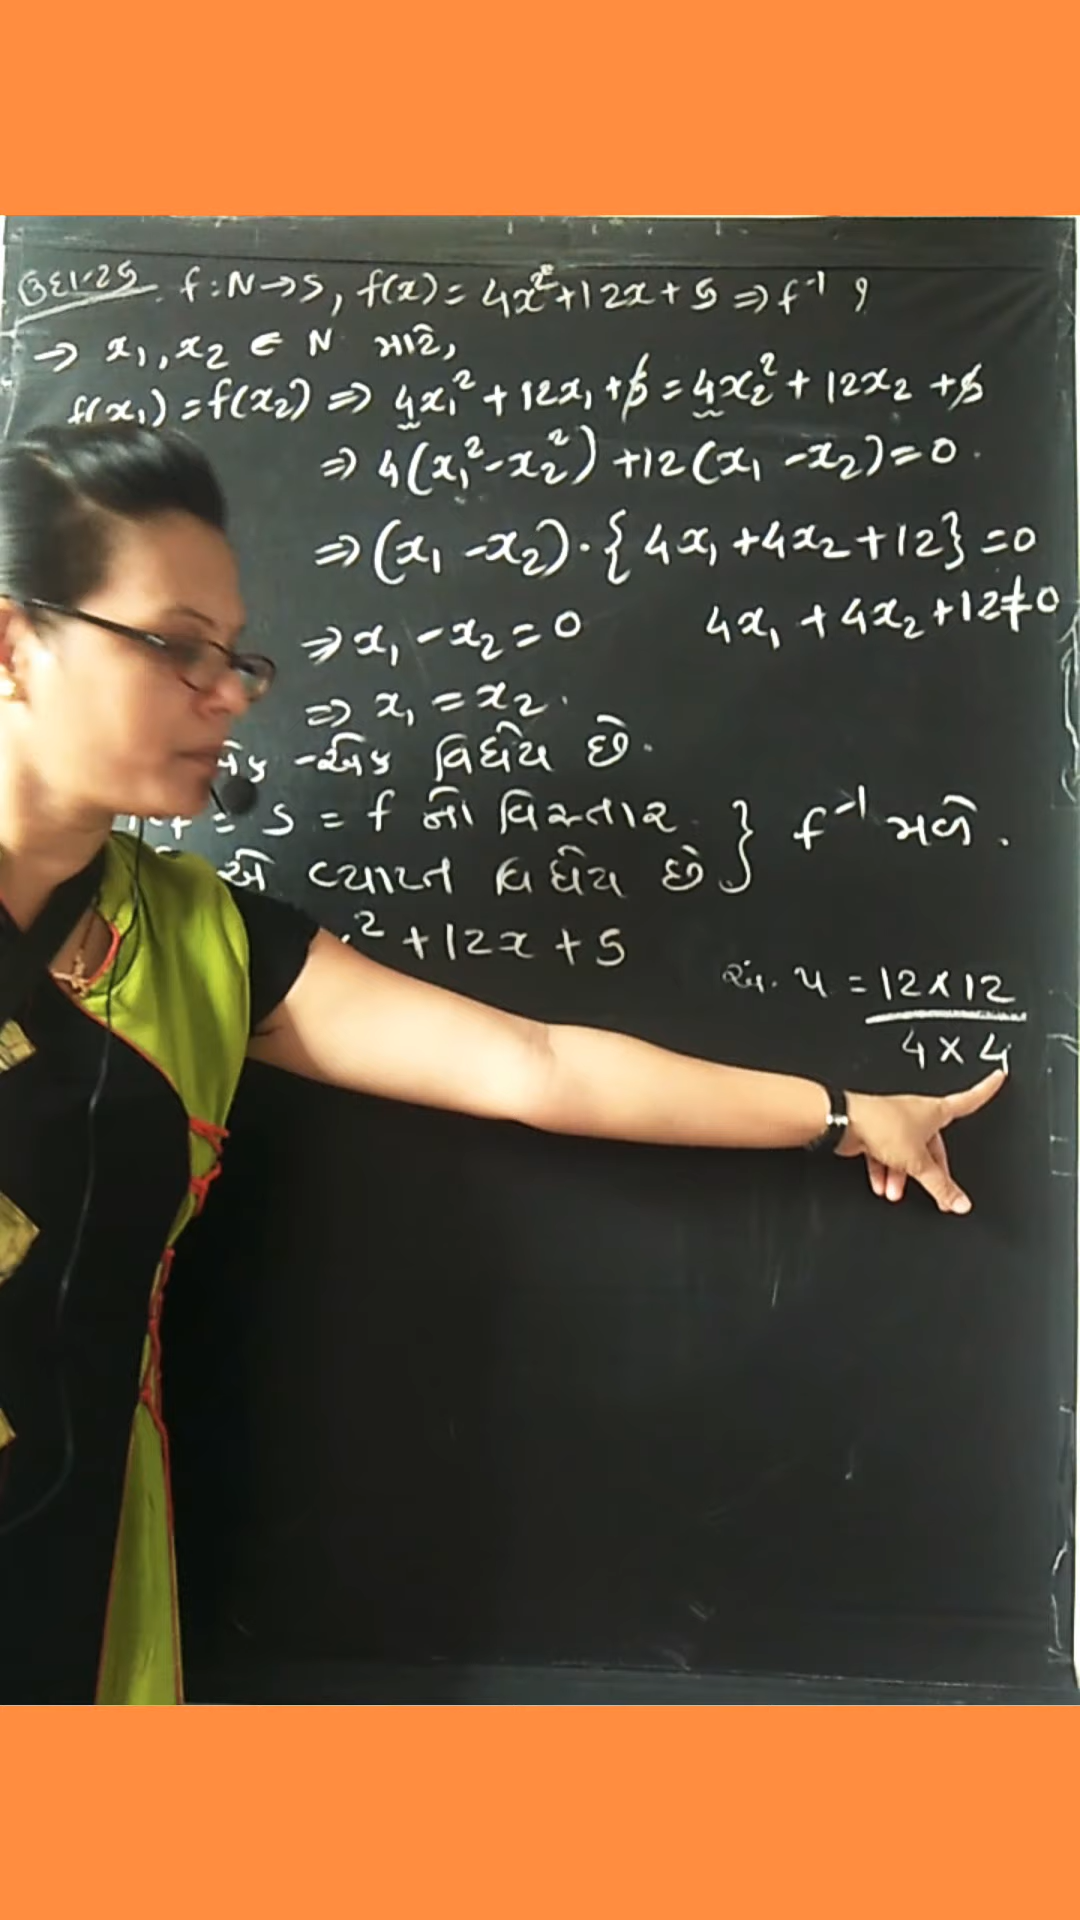 ઉદા-25. f : N → S, f(x) = 4x² + 12x + 5 ⇒ f⁻¹ ?
→ x₁, x₂ ∈ N માટે,
f(x₁) = f(x₂) ⇒ 4x₁² + 12x₁ + 5 = 4x₂² + 12x₂ + 5
⇒ 4(x₁² - x₂²) + 12(x₁ - x₂) = 0.
⇒ (x₁ - x₂) · {4x₁ + 4x₂ + 12} = 0
⇒ x₁ - x₂ = 0 4x₁ + 4x₂ + 12 ≠ 0
⇒ x₁ = x₂.
-એક વિધેય છે.
= S = f નો વિસ્તાર } f⁻¹ મળે.
એ વ્યાપ્ત વિધેય છે
² + 12x + 5
અં. પ = 12 × 12
4 × 4